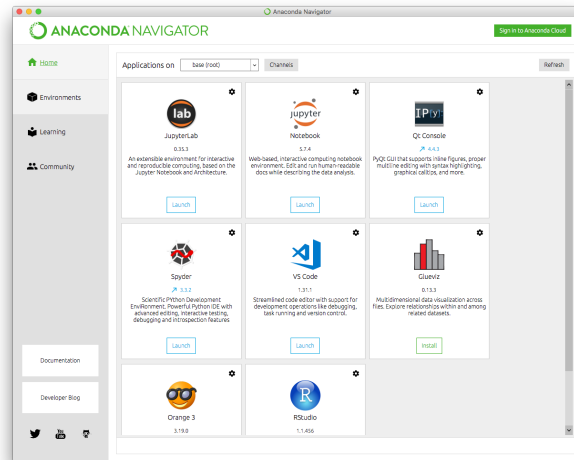 Anaconda Navigator
ANACONDA NAVIGATOR
Sign in to Anaconda Cloud
Home
Environments
Learning
Community
Documentation
Developer Blog
You
Tube
Applications on
base (root)
Channels
Refresh
lab
JupyterLab
0.35.3
An extensible environment for interactive
and reproducible computing, based on the
Jupyter Notebook and Architecture.
Launch
jupyter
Notebook
5.7.4
Web-based, interactive computing notebook
environment. Edit and run human-readable
docs while describing the data analysis.
Launch
IP[y]:
Qt Console
4.4.3
PyQt GUI that supports inline figures, proper
multiline editing with syntax highlighting,
graphical calltips, and more.
Launch
Spyder
3.3.2
Scientific PYthon Development
EnviRonment. Powerful Python IDE with
advanced editing, interactive testing,
debugging and introspection features
Launch
VS Code
1.31.1
Streamlined code editor with support for
development operations like debugging,
task running and version control.
Launch
Glueviz
0.13.3
Multidimensional data visualization across
files. Explore relationships within and among
related datasets.
Install
Orange 3
3.19.0
R
RStudio
1.1.456